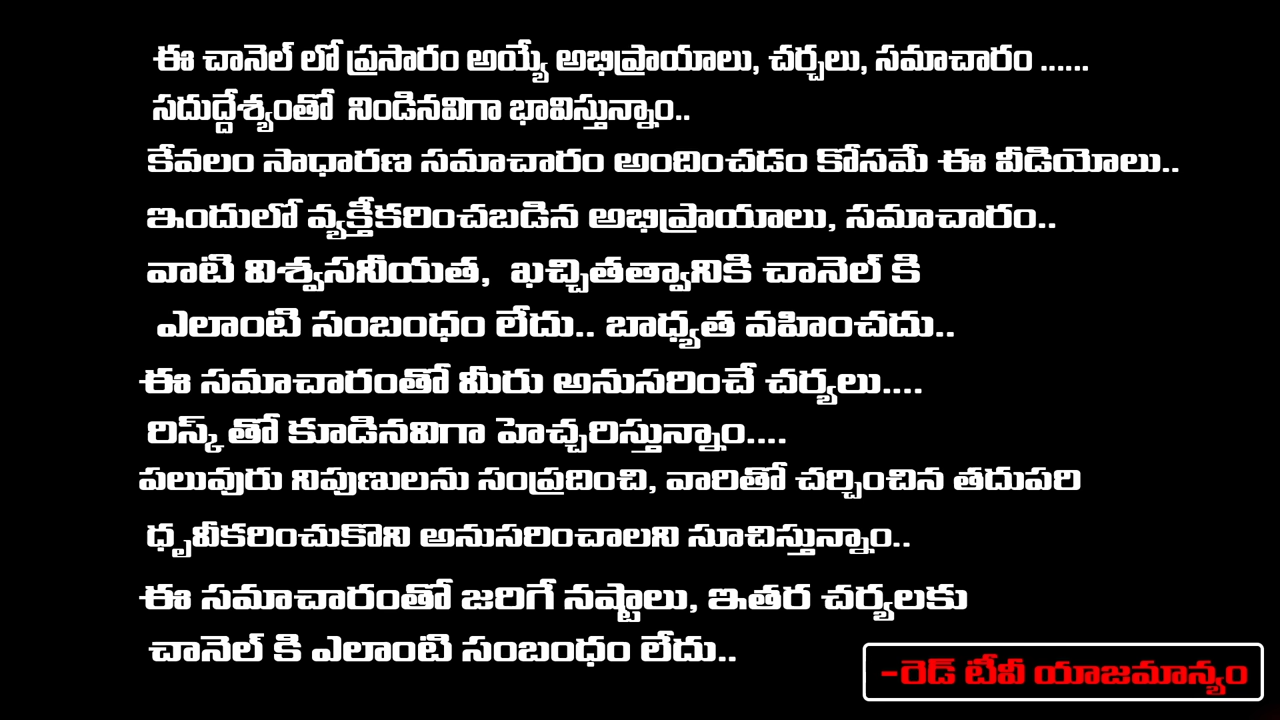 ఈ చానెల్ లో ప్రసారం అయ్యే అభిప్రాయాలు, చర్చలు, సమాచారం ......
సదుద్దేశ్యంతో నిండినవిగా భావిస్తున్నాం..
కేవలం సాధారణ సమాచారం అందించడం కోసమే ఈ వీడియోలు..
ఇందులో వ్యక్తీకరించబడిన అభిప్రాయాలు, సమాచారం..
వాటి విశ్వసనీయత, ఖచ్చితత్వానికి చానెల్ కి
ఎలాంటి సంబంధం లేదు.. బాధ్యత వహించదు..
ఈ సమాచారంతో మీరు అనుసరించే చర్యలు....
రిస్క్ తో కూడినవిగా హెచ్చరిస్తున్నాం....
పలువురు నిపుణులను సంప్రదించి, వారితో చర్చించిన తదుపరి
ధృవీకరించుకొని అనుసరించాలని సూచిస్తున్నాం..
ఈ సమాచారంతో జరిగే నష్టాలు, ఇతర చర్యలకు
చానెల్ కి ఎలాంటి సంబంధం లేదు..
-రెడ్ టీవీ యాజమాన్యం